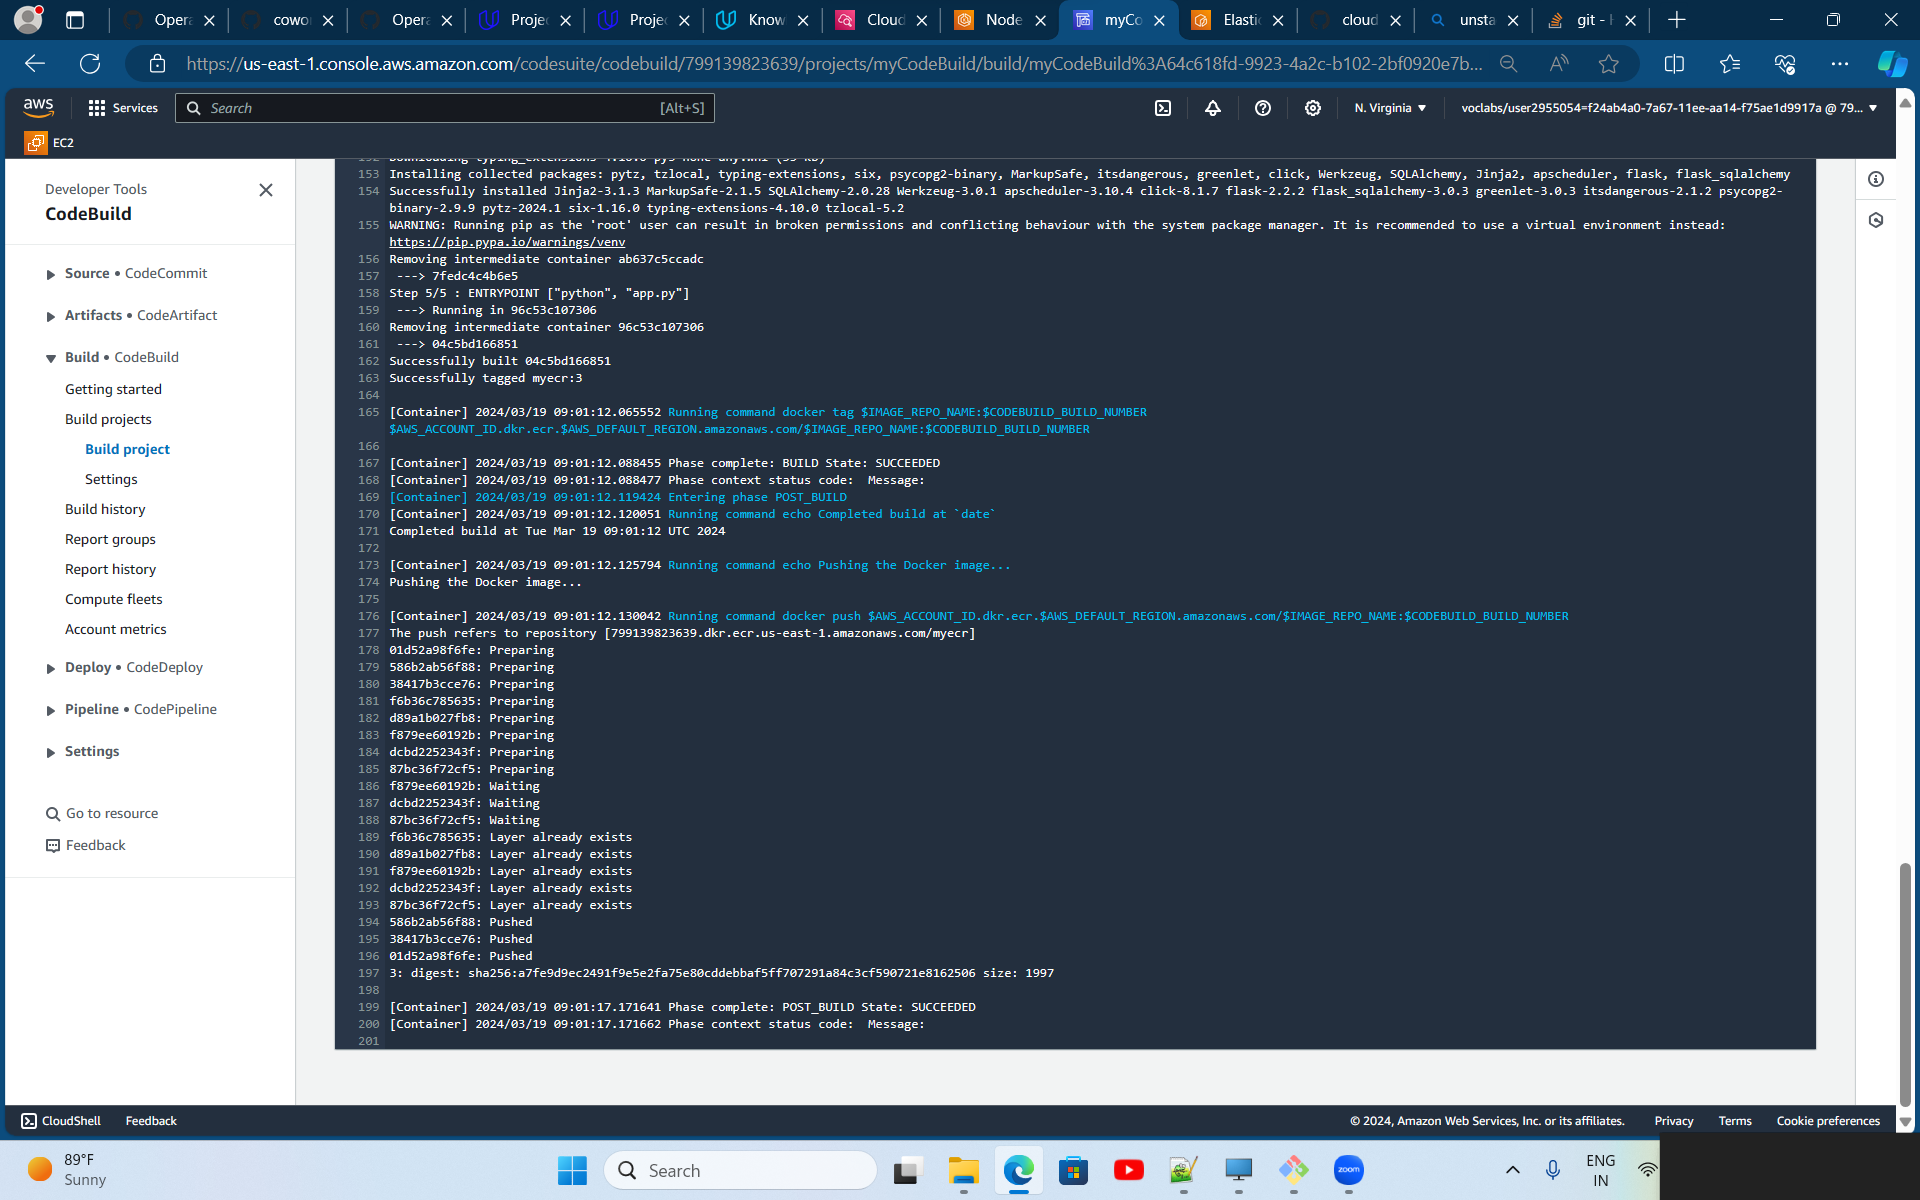 Opera
cowo
Opera
Projec
Projec
Know
Cloud
Node
myCo
Elastic
cloud
unsta
git -
https://us-east-1.console.aws.amazon.com/codesuite/codebuild/799139823639/projects/myCodeBuild/build/myCodeBuild%3A64c618fd-9923-4a2c-b102-2bf0920e7b...
aws
Services
Search
[Alt+S]
N. Virginia
voclabs/user2955054=f24ab4a0-7a67-11ee-aa14-f75ae1d9917a @ 79...
EC2
Developer Tools
CodeBuild
Source • CodeCommit
Artifacts • CodeArtifact
Build • CodeBuild
Getting started
Build projects
Build project
Settings
Build history
Report groups
Report history
Compute fleets
Account metrics
Deploy • CodeDeploy
Pipeline • CodePipeline
Settings
Go to resource
Feedback
153 Installing collected packages: pytz, tzlocal, typing-extensions, six, psycopg2-binary, MarkupSafe, itsdangerous, greenlet, click, Werkzeug, SQLAlchemy, Jinja2, apscheduler, flask, flask_sqlalchemy
154 Successfully installed Jinja2-3.1.3 MarkupSafe-2.1.5 SQLAlchemy-2.0.28 Werkzeug-3.0.1 apscheduler-3.10.4 click-8.1.7 flask-2.2.2 flask_sqlalchemy-3.0.3 greenlet-3.0.3 itsdangerous-2.1.2 psycopg2-
binary-2.9.9 pytz-2024.1 six-1.16.0 typing-extensions-4.10.0 tzlocal-5.2
155 WARNING: Running pip as the 'root' user can result in broken permissions and conflicting behaviour with the system package manager. It is recommended to use a virtual environment instead:
https://pip.pypa.io/warnings/venv
156 Removing intermediate container ab637c5ccadc
157 ---> 7fedc4c4b6e5
158 Step 5/5 : ENTRYPOINT ["python", "app.py"]
159 ---> Running in 96c53c107306
160 Removing intermediate container 96c53c107306
161 ---> 04c5bd166851
162 Successfully built 04c5bd166851
163 Successfully tagged myecr:3
164
165 [Container] 2024/03/19 09:01:12.065552 Running command docker tag $IMAGE_REPO_NAME:$CODEBUILD_BUILD_NUMBER
$AWS_ACCOUNT_ID.dkr.ecr.$AWS_DEFAULT_REGION.amazonaws.com/$IMAGE_REPO_NAME:$CODEBUILD_BUILD_NUMBER
166
167 [Container] 2024/03/19 09:01:12.088455 Phase complete: BUILD State: SUCCEEDED
168 [Container] 2024/03/19 09:01:12.088477 Phase context status code:  Message:
169 [Container] 2024/03/19 09:01:12.119424 Entering phase POST_BUILD
170 [Container] 2024/03/19 09:01:12.120051 Running command echo Completed build at `date`
171 Completed build at Tue Mar 19 09:01:12 UTC 2024
172
173 [Container] 2024/03/19 09:01:12.125794 Running command echo Pushing the Docker image...
174 Pushing the Docker image...
175
176 [Container] 2024/03/19 09:01:12.130042 Running command docker push $AWS_ACCOUNT_ID.dkr.ecr.$AWS_DEFAULT_REGION.amazonaws.com/$IMAGE_REPO_NAME:$CODEBUILD_BUILD_NUMBER
177 The push refers to repository [799139823639.dkr.ecr.us-east-1.amazonaws.com/myecr]
178 01d52a98f6fe: Preparing
179 586b2ab56f88: Preparing
180 38417b3cce76: Preparing
181 f6b36c785635: Preparing
182 d89a1b027fb8: Preparing
183 f879ee60192b: Preparing
184 dcbd2252343f: Preparing
185 87bc36f72cf5: Preparing
186 f879ee60192b: Waiting
187 dcbd2252343f: Waiting
188 87bc36f72cf5: Waiting
189 f6b36c785635: Layer already exists
190 d89a1b027fb8: Layer already exists
191 f879ee60192b: Layer already exists
192 dcbd2252343f: Layer already exists
193 87bc36f72cf5: Layer already exists
194 586b2ab56f88: Pushed
195 38417b3cce76: Pushed
196 01d52a98f6fe: Pushed
197 3: digest: sha256:a7fe9d9ec2491f9e5e2fa75e80cddebbaf5ff707291a84c3cf590721e8162506 size: 1997
198
199 [Container] 2024/03/19 09:01:17.171641 Phase complete: POST_BUILD State: SUCCEEDED
200 [Container] 2024/03/19 09:01:17.171662 Phase context status code:  Message:
201
CloudShell
Feedback
© 2024, Amazon Web Services, Inc. or its affiliates.
Privacy
Terms
Cookie preferences
89°F
Sunny
Search
zoom
ENG
IN